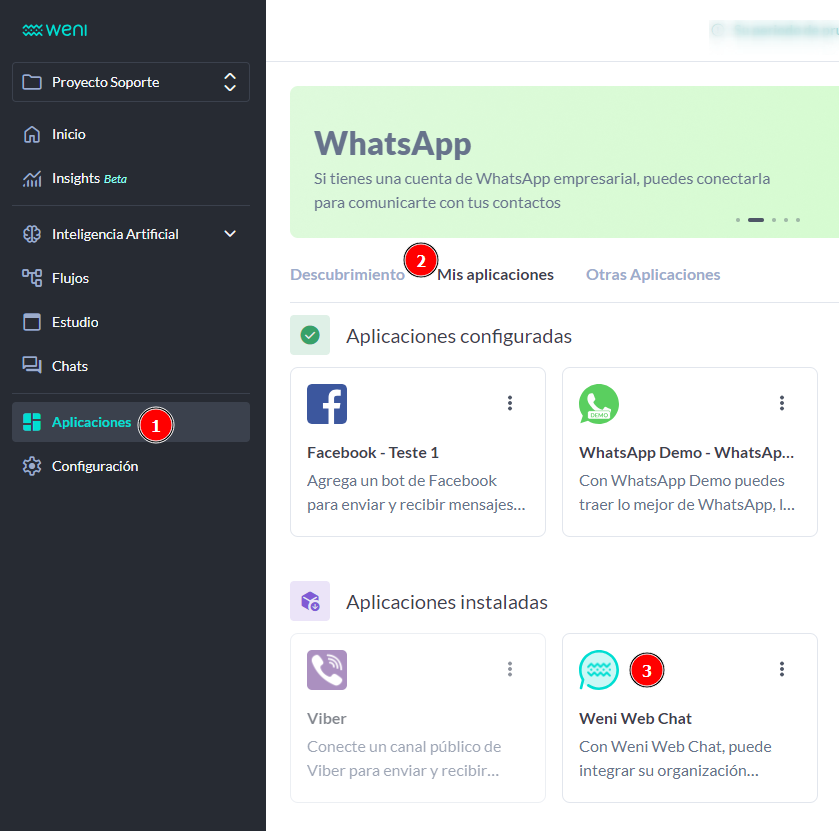 weni
Proyecto Soporte
Inicio
Insights Beta
Inteligencia Artificial
Flujos
Estudio
Chats
Aplicaciones 1
Configuración
WhatsApp
Si tienes una cuenta de WhatsApp empresarial, puedes conectarla
para comunicarte con tus contactos
Descubrimiento 2 Mis aplicaciones Otras Aplicaciones
Aplicaciones configuradas
Facebook - Teste 1
Agrega un bot de Facebook
para enviar y recibir mensajes...
DEMO
WhatsApp Demo - WhatsAp...
Con WhatsApp Demo puedes
traer lo mejor de WhatsApp, l...
Aplicaciones instaladas
Viber
Conecte un canal público de
Viber para enviar y recibir...
3
Weni Web Chat
Con Weni Web Chat, puede
integrar su organización...